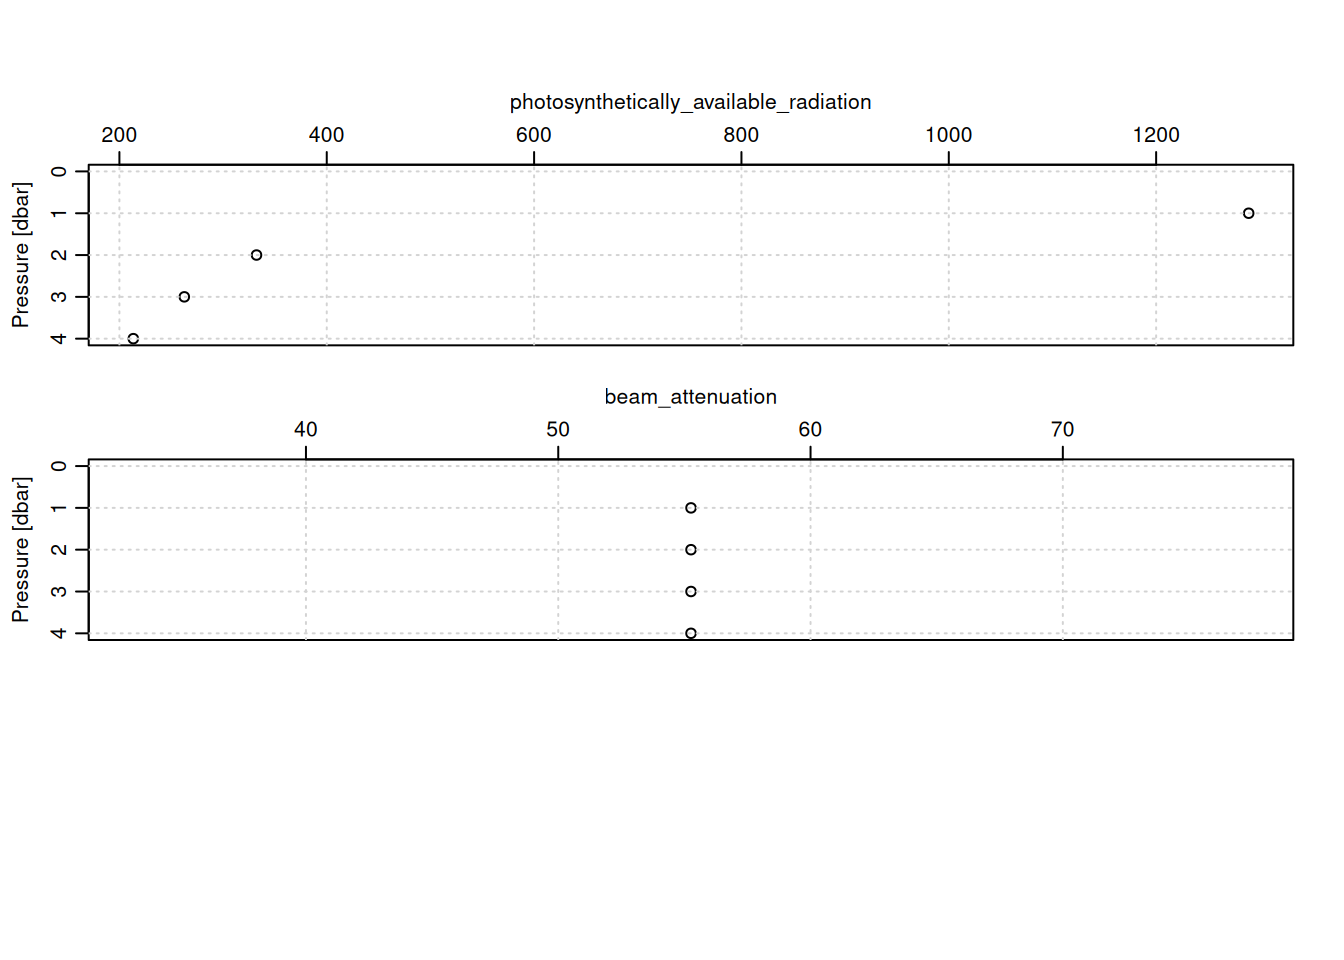 photosynthetically_available_radiation
200 400 600 800 1000 1200
Pressure [dbar]
0
1
2
3
4
beam_attenuation
40 50 60 70
Pressure [dbar]
0
1
2
3
4